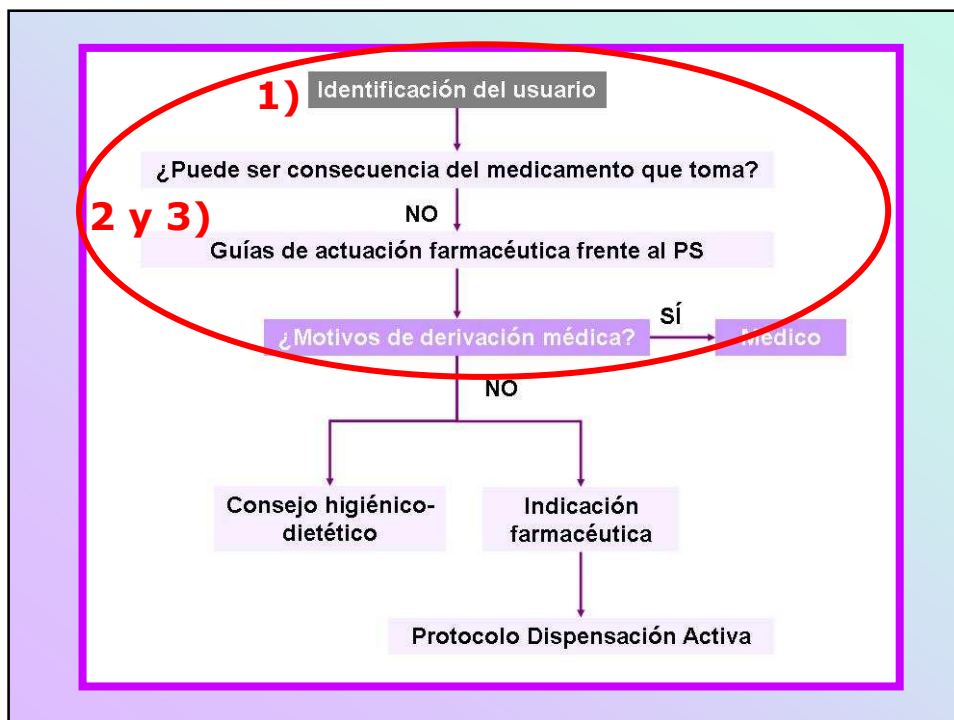 1)
Identificación del usuario
¿Puede ser consecuencia del medicamento que toma?
2 y 3)
NO
Guías de actuación farmacéutica frente al PS
¿Motivos de derivación médica?
SÍ
Médico
NO
Consejo higiénico-
dietético
Indicación
farmacéutica
Protocolo Dispensación Activa